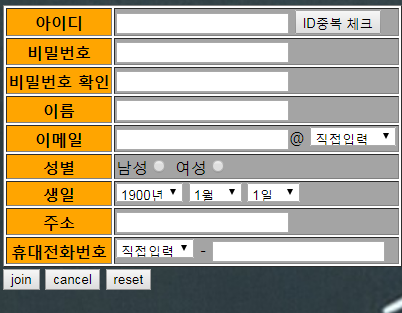 아이디 ID중복 체크
비밀번호
비밀번호 확인
이름
이메일 @ 직접입력
성별 남성 여성
생일 1900년 1월 1일
주소
휴대전화번호 직접입력 -
join cancel reset